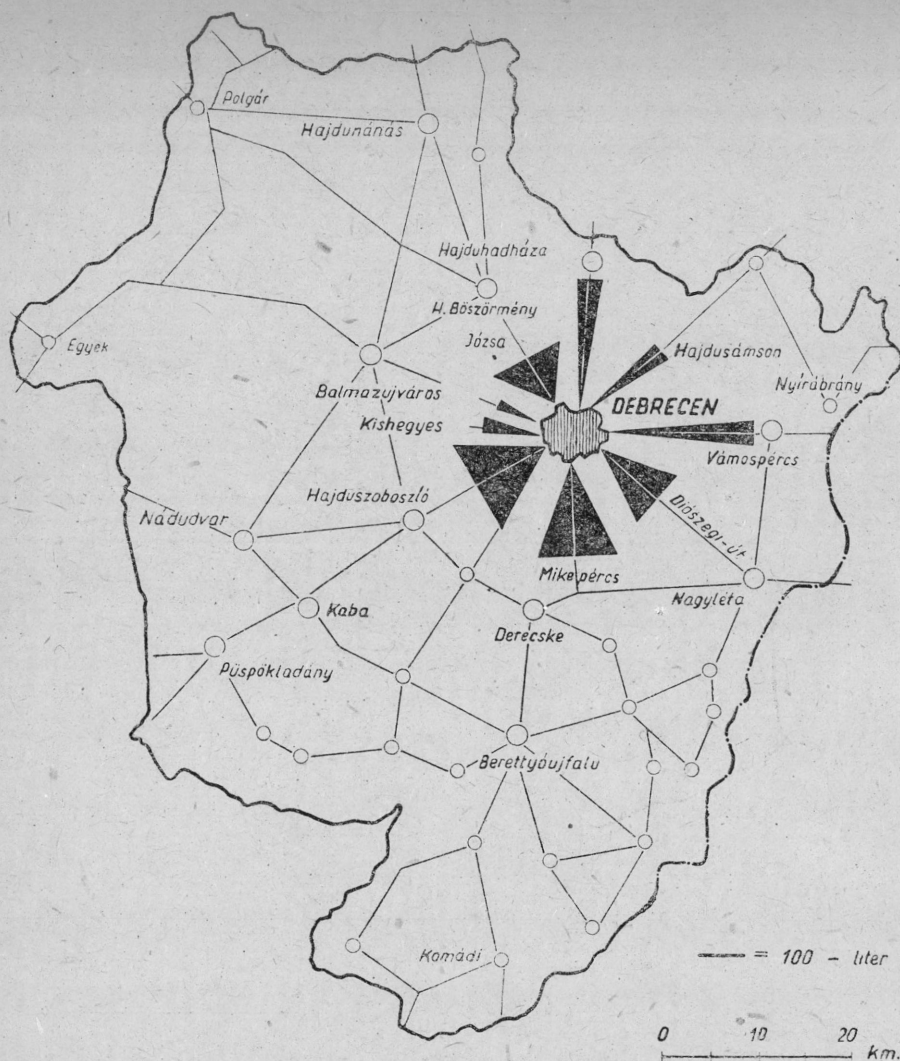 Polgár
Hajdunánás
Hajduhadháza
H. Böszörmény
Józsa
Hajdusámson
Egyek
Nyírábrány
Balmazujváros
DEBRECEN
Kishegyes
Vámospércs
Hajduszoboszló
Nádudvar
Diószegi-út
Mikepércs
Nagyléta
Kaba
Derecske
Püspökladány
Berettyóujfalu
Komádi
= 100 - liter
0 10 20
km.